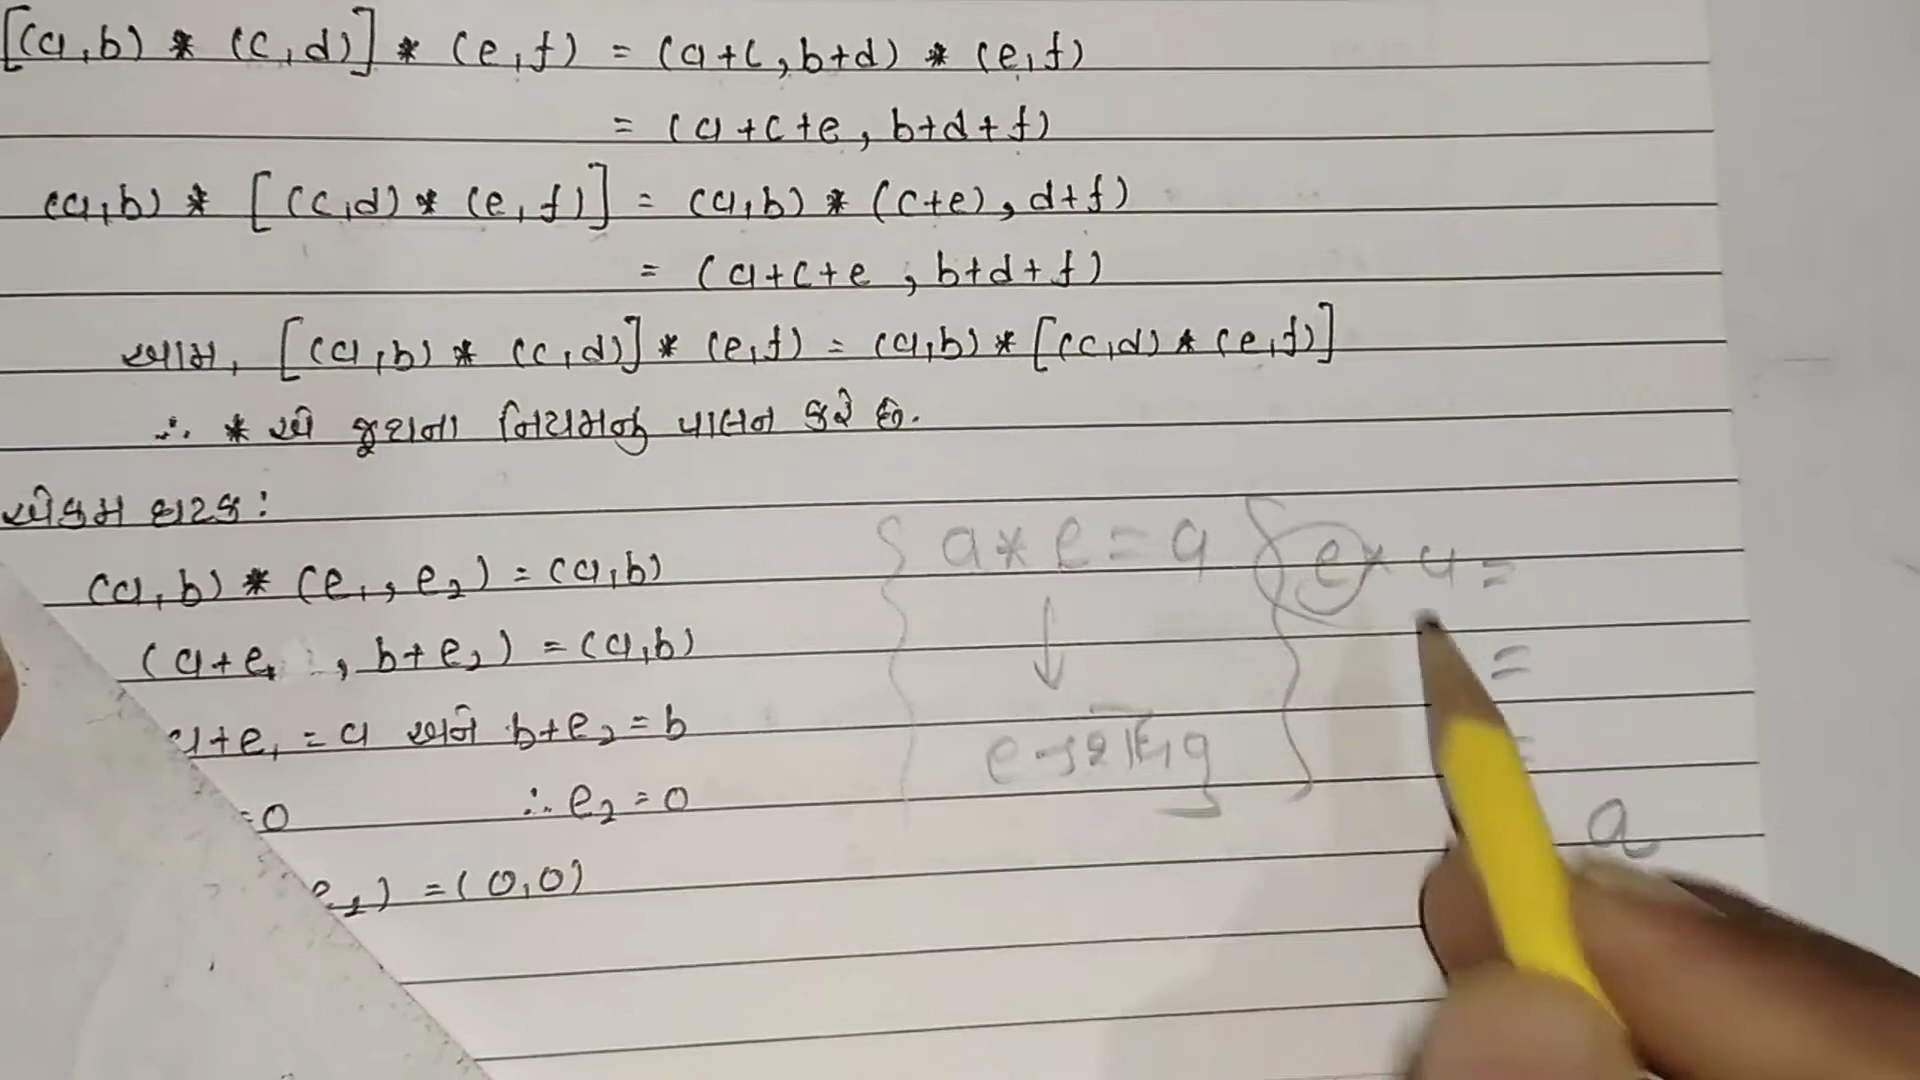 [(a,b) * (c,d)] * (e,f) = (a+c, b+d) * (e,f)
= (a+c+e, b+d+f)
(a,b) * [(c,d) * (e,f)] = (a,b) * (c+e), d+f)
= (a+c+e, b+d+f)
આમ, [(a,b) * (c,d)] * (e,f) = (a,b) * [(c,d) * (e,f)]
∴ * એ જૂથના નિયમનું પાલન કરે છે.
એકમ ઘટક:
(a,b) * (e₁, e₂) = (a,b)
(a+e₁, b+e₂) = (a,b)
a+e₁ = a અને b+e₂ = b
=0 ∴ e₂ = 0
e₂) = (0,0)
a * e = a
e * a =
=
a